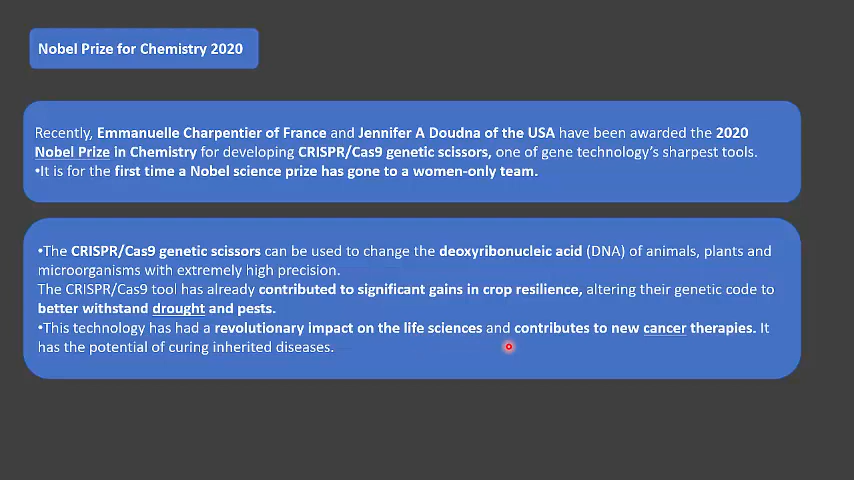 Nobel Prize for Chemistry 2020
Recently, Emmanuelle Charpentier of France and Jennifer A Doudna of the USA have been awarded the 2020
Nobel Prize in Chemistry for developing CRISPR/Cas9 genetic scissors, one of gene technology's sharpest tools.
•It is for the first time a Nobel science prize has gone to a women-only team.
•The CRISPR/Cas9 genetic scissors can be used to change the deoxyribonucleic acid (DNA) of animals, plants and
microorganisms with extremely high precision.
The CRISPR/Cas9 tool has already contributed to significant gains in crop resilience, altering their genetic code to
better withstand drought and pests.
•This technology has had a revolutionary impact on the life sciences and contributes to new cancer therapies. It
has the potential of curing inherited diseases.